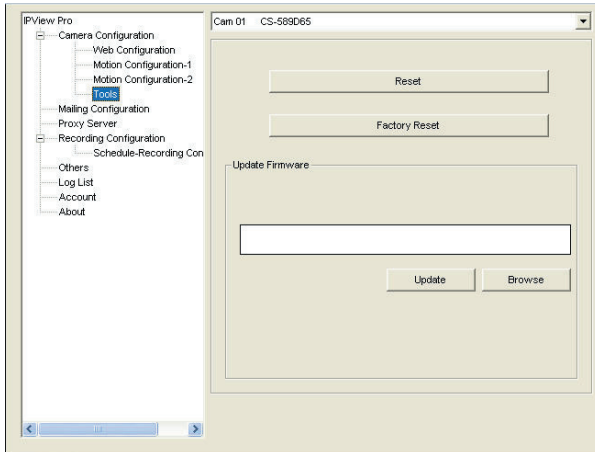 IPView Pro
Camera Configuration
Web Configuration
Motion Configuration-1
Motion Configuration-2
Tools
Mailing Configuration
Proxy Server
Recording Configuration
Schedule-Recording Con
Others
Log List
Account
About
Cam 01 CS-589D65
Reset
Factory Reset
Update Firmware
Update Browse